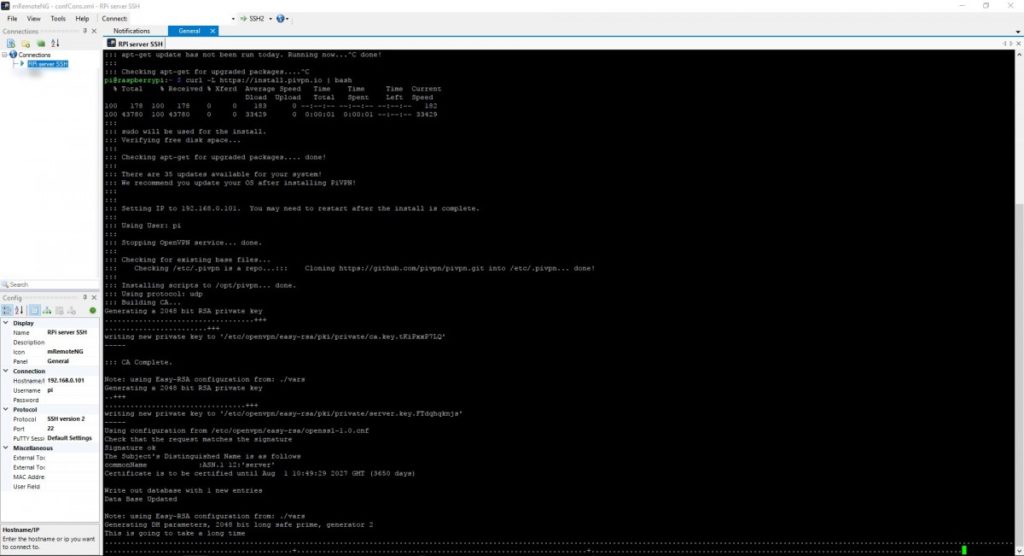 mRemoteNG - confCons.xml - RPi server SSH
File View Tools Help Connect: SSH2
Connections
Connections
RPi server SSH
Search
Config
Display
Name RPi server SSH
Description
Icon mRemoteNG
Panel General
Connection
Hostname/I 192.168.0.101
Username pi
Password
Protocol
Protocol SSH version 2
Port 22
PuTTY Sessi Default Settings
Miscellaneous
External Too
External Too
MAC Addre
User Field
Hostname/IP
Enter the hostname or ip you want to connect to.
Notifications General
RPi server SSH
::: apt-get update has not been run today. Running now...^C done!
:::
::: Checking apt-get for upgraded packages....^C
pi@raspberrypi:~ $ curl -L https://install.pivpn.io | bash
% Total % Received % Xferd Average Speed Time Time Time Current
Dload Upload Total Spent Left Speed
100 178 100 178 0 0 183 0 --:--:-- --:--:-- --:--:-- 182
100 43780 100 43780 0 0 33429 0 0:00:01 0:00:01 --:--:-- 33429
:::
::: sudo will be used for the install.
::: Verifying free disk space...
:::
::: Checking apt-get for upgraded packages.... done!
:::
::: There are 35 updates available for your system!
::: We recommend you update your OS after installing PiVPN!
:::
:::
::: Setting IP to 192.168.0.101. You may need to restart after the install is complete.
:::
::: Using User: pi
:::
::: Stopping OpenVPN service... done.
:::
::: Checking for existing base files...
::: Checking /etc/.pivpn is a repo...::: Cloning https://github.com/pivpn/pivpn.git into /etc/.pivpn... done!
:::
::: Installing scripts to /opt/pivpn... done.
::: Using protocol: udp
::: Building CA...
Generating a 2048 bit RSA private key
..................................+++
.......................+++
writing new private key to '/etc/openvpn/easy-rsa/pki/private/ca.key.tKiPxxP7LQ'
-----
::: CA Complete.
Note: using Easy-RSA configuration from: ./vars
Generating a 2048 bit RSA private key
..+++
................................+++
writing new private key to '/etc/openvpn/easy-rsa/pki/private/server.key.FTdqhqknjs'
-----
Using configuration from /etc/openvpn/easy-rsa/openssl-1.0.cnf
Check that the request matches the signature
Signature ok
The Subject's Distinguished Name is as follows
commonName :ASN.1 12:'server'
Certificate is to be certified until Aug 1 10:49:29 2027 GMT (3650 days)
Write out database with 1 new entries
Data Base Updated
Note: using Easy-RSA configuration from: ./vars
Generating DH parameters, 2048 bit long safe prime, generator 2
This is going to take a long time